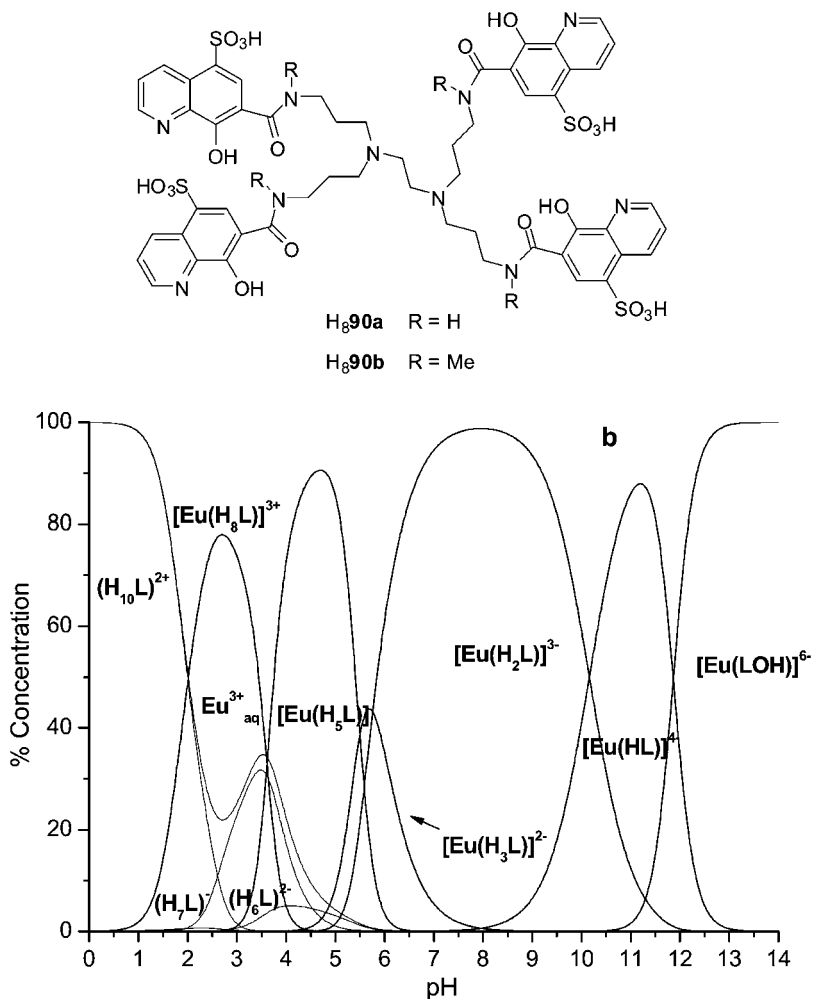 SO₃H
R
N
N
OH
O
HO
N
O
R
N
SO₃H
HO₃S
R
N
N
OH
O
N
N
HO
N
O
N
R
SO₃H
H₈90a R = H
H₈90b R = Me
b
% Concentration
100
80
60
40
20
0
[Eu(H₈L)]³⁺
(H₁₀L)²⁺
Eu³⁺aq
[Eu(H₅L)]
[Eu(H₂L)]³⁻
[Eu(LOH)]⁶⁻
[Eu(HL)]⁴⁻
[Eu(H₃L)]²⁻
(H₇L)⁻
(H₆L)²⁻
0 1 2 3 4 5 6 7 8 9 10 11 12 13 14
pH